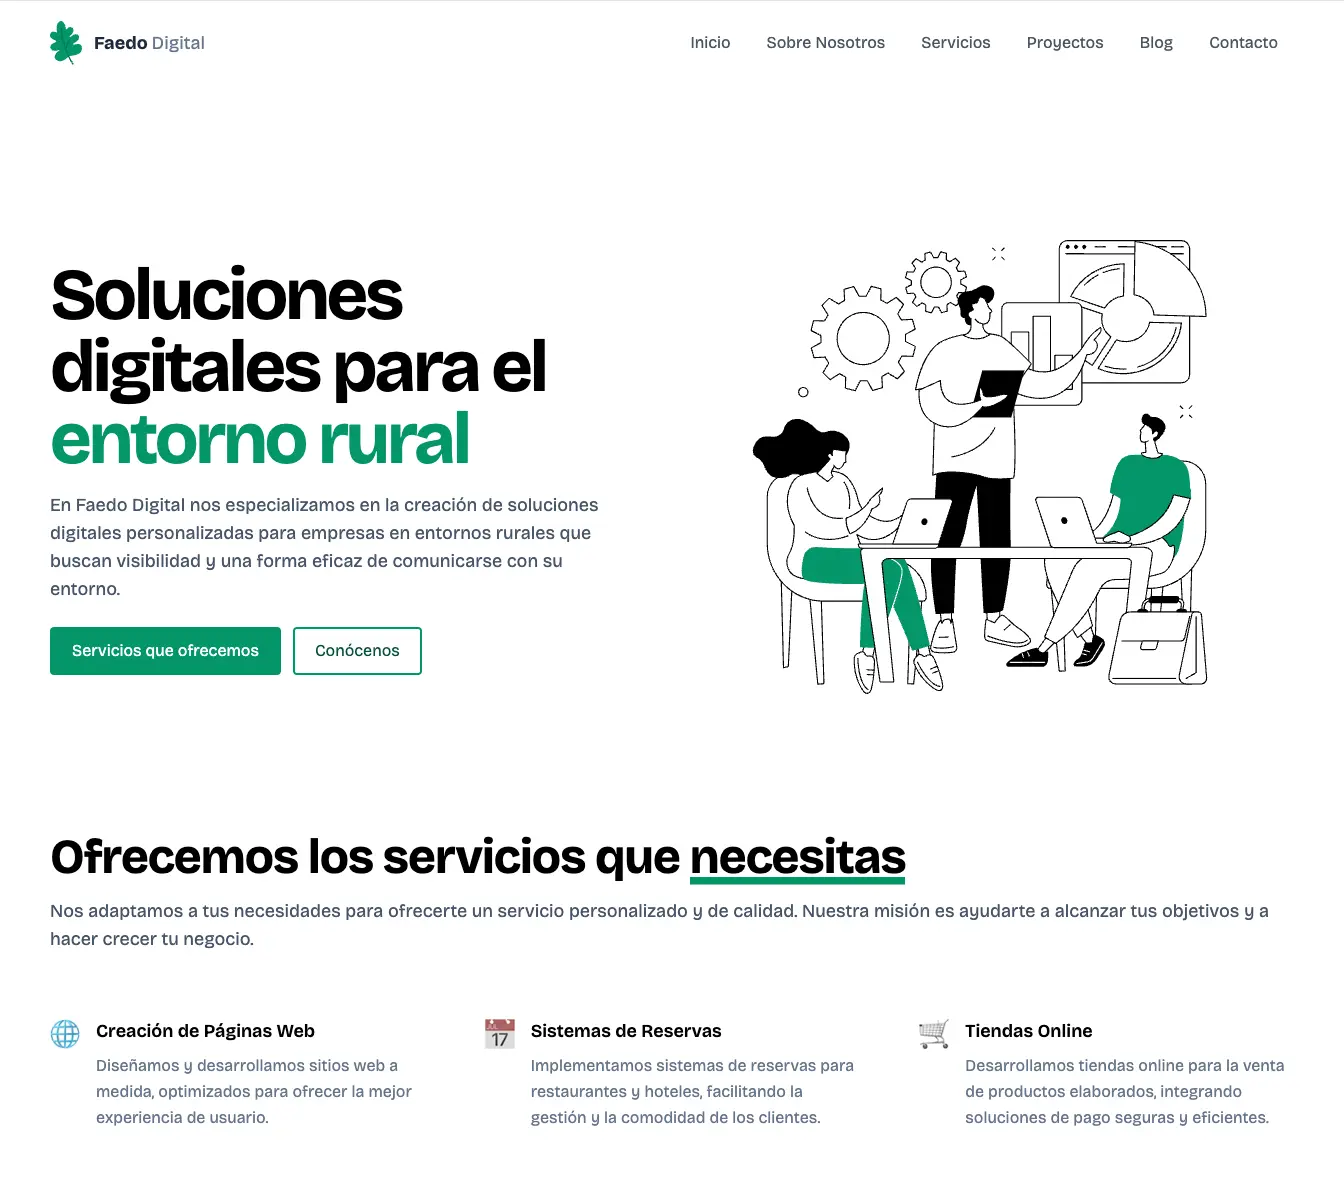 Faedo Digital
Inicio
Sobre Nosotros
Servicios
Proyectos
Blog
Contacto
Soluciones
digitales para el
entorno rural
En Faedo Digital nos especializamos en la creación de soluciones
digitales personalizadas para empresas en entornos rurales que
buscan visibilidad y una forma eficaz de comunicarse con su
entorno.
Servicios que ofrecemos
Conócenos
Ofrecemos los servicios que necesitas
Nos adaptamos a tus necesidades para ofrecerte un servicio personalizado y de calidad. Nuestra misión es ayudarte a alcanzar tus objetivos y a
hacer crecer tu negocio.
Creación de Páginas Web
Diseñamos y desarrollamos sitios web a
medida, optimizados para ofrecer la mejor
experiencia de usuario.
JUL
17
Sistemas de Reservas
Implementamos sistemas de reservas para
restaurantes y hoteles, facilitando la
gestión y la comodidad de los clientes.
Tiendas Online
Desarrollamos tiendas online para la venta
de productos elaborados, integrando
soluciones de pago seguras y eficientes.